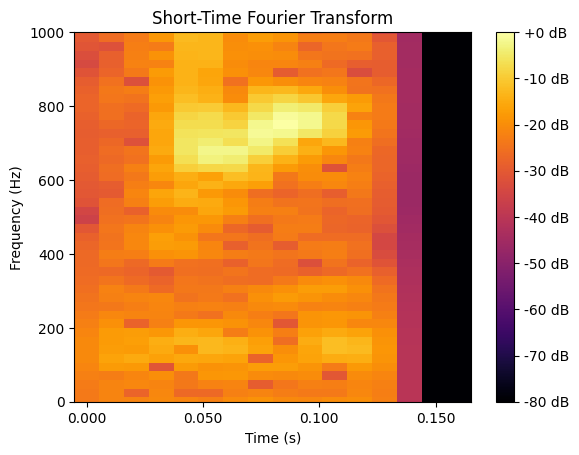 Short-Time Fourier Transform
1000
800
600
400
200
0
Frequency (Hz)
0.000
0.050
0.100
0.150
Time (s)
+0 dB
-10 dB
-20 dB
-30 dB
-40 dB
-50 dB
-60 dB
-70 dB
-80 dB